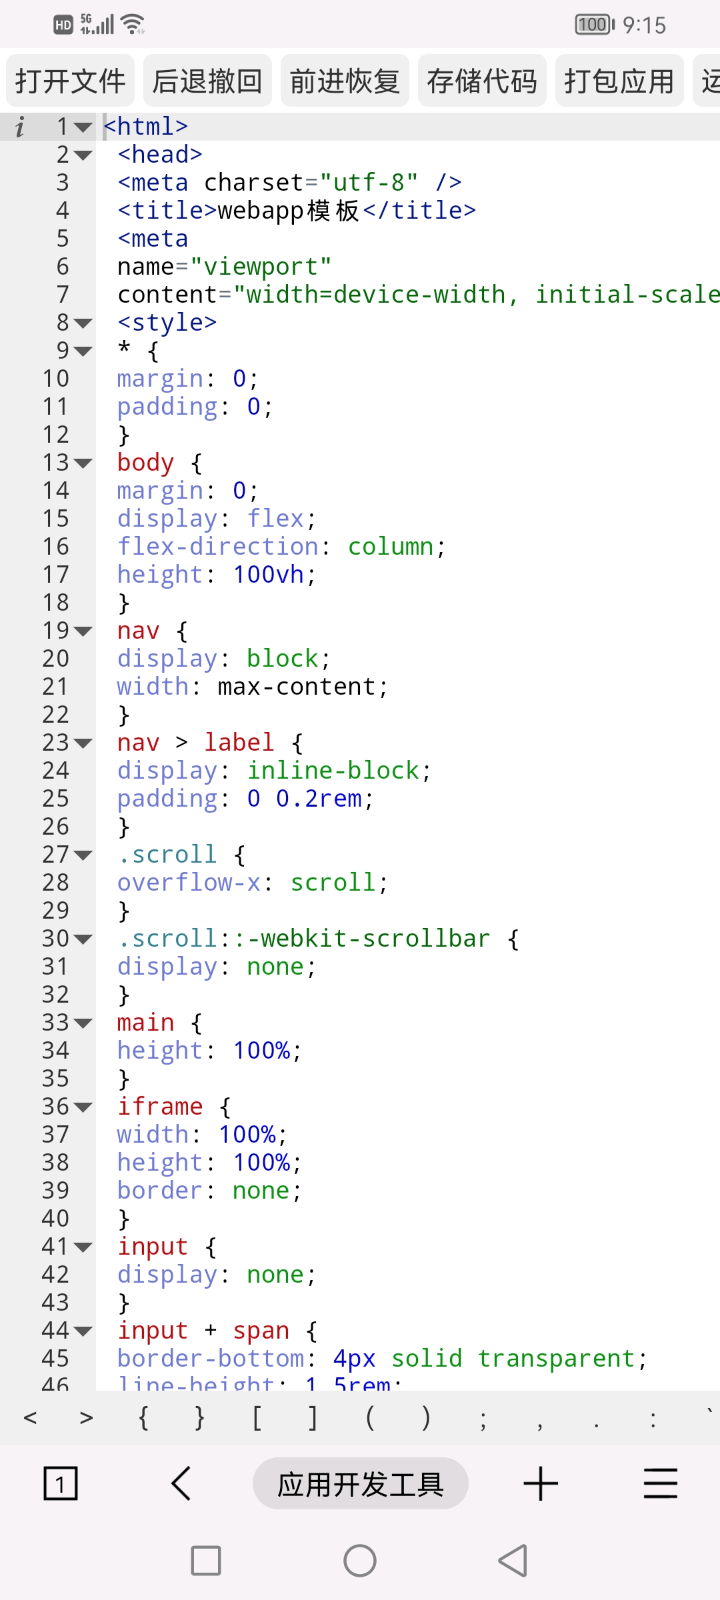 HD 5G 100 9:15
打开文件 后退撤回 前进恢复 存储代码 打包应用
i 1 <html>
2 <head>
3 <meta charset="utf-8" />
4 <title>webapp模板</title>
5 <meta
6 name="viewport"
7 content="width=device-width, initial-scale
8 <style>
9 * {
10 margin: 0;
11 padding: 0;
12 }
13 body {
14 margin: 0;
15 display: flex;
16 flex-direction: column;
17 height: 100vh;
18 }
19 nav {
20 display: block;
21 width: max-content;
22 }
23 nav > label {
24 display: inline-block;
25 padding: 0 0.2rem;
26 }
27 .scroll {
28 overflow-x: scroll;
29 }
30 .scroll::-webkit-scrollbar {
31 display: none;
32 }
33 main {
34 height: 100%;
35 }
36 iframe {
37 width: 100%;
38 height: 100%;
39 border: none;
40 }
41 input {
42 display: none;
43 }
44 input + span {
45 border-bottom: 4px solid transparent;
46 line-height: 1.5rem;
< > { } [ ] ( ) ; , . : `
1 应用开发工具